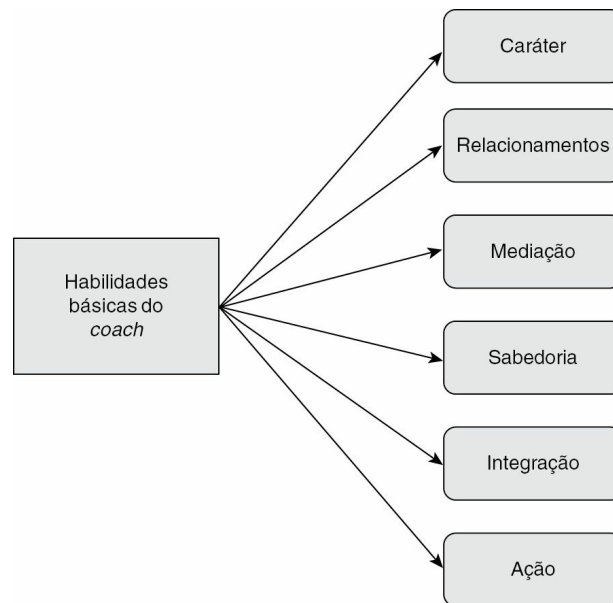 Caráter
Relacionamentos
Habilidades
básicas do
coach
Mediação
Sabedoria
Integração
Ação